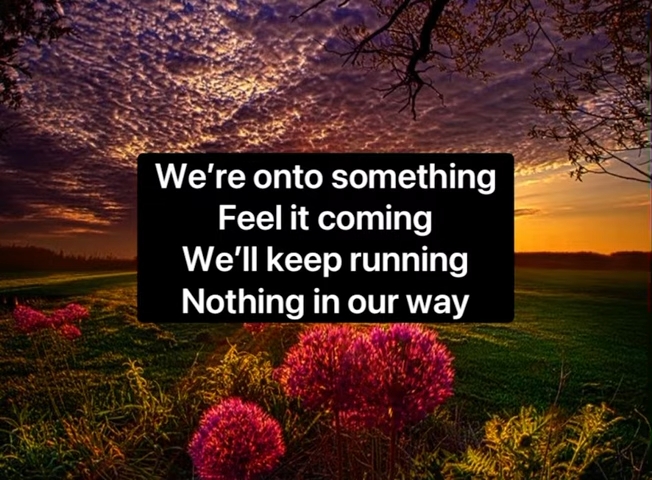 We’re onto something
Feel it coming
We’ll keep running
Nothing in our way